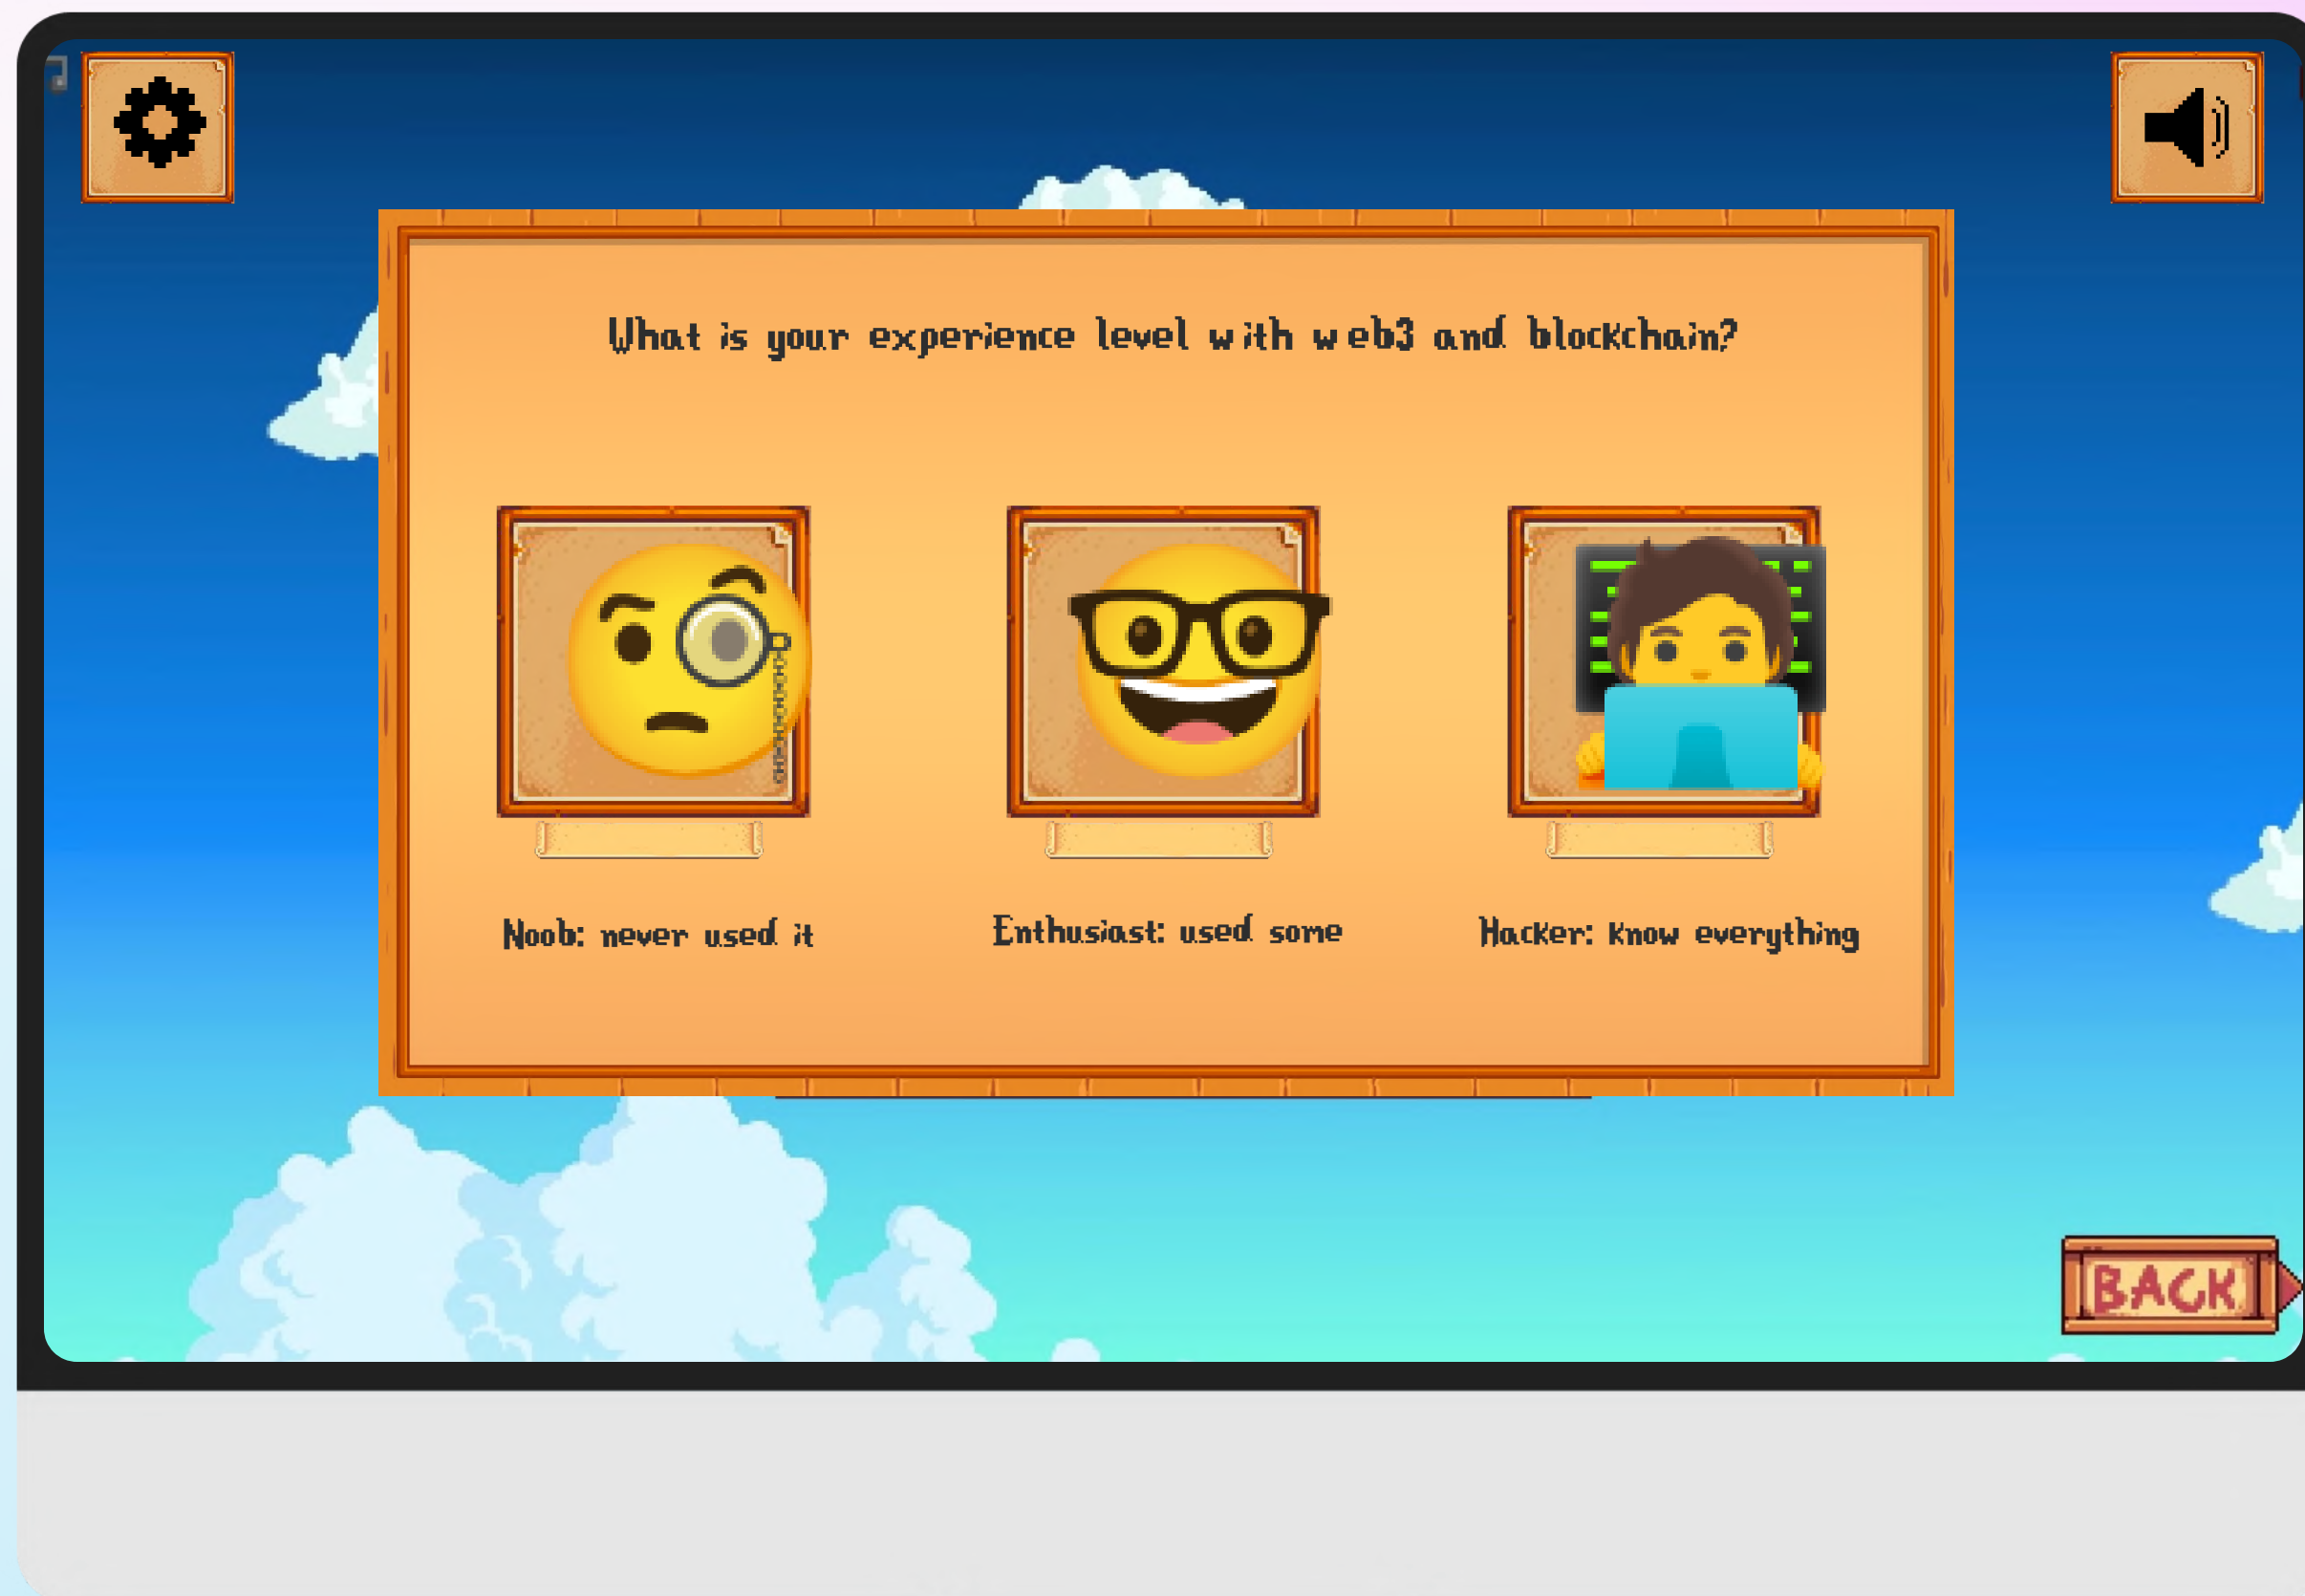 What is your experience level with web3 and blockchain?
Noob: never used it
Enthusiast: used some
Hacker: know everything
BACK